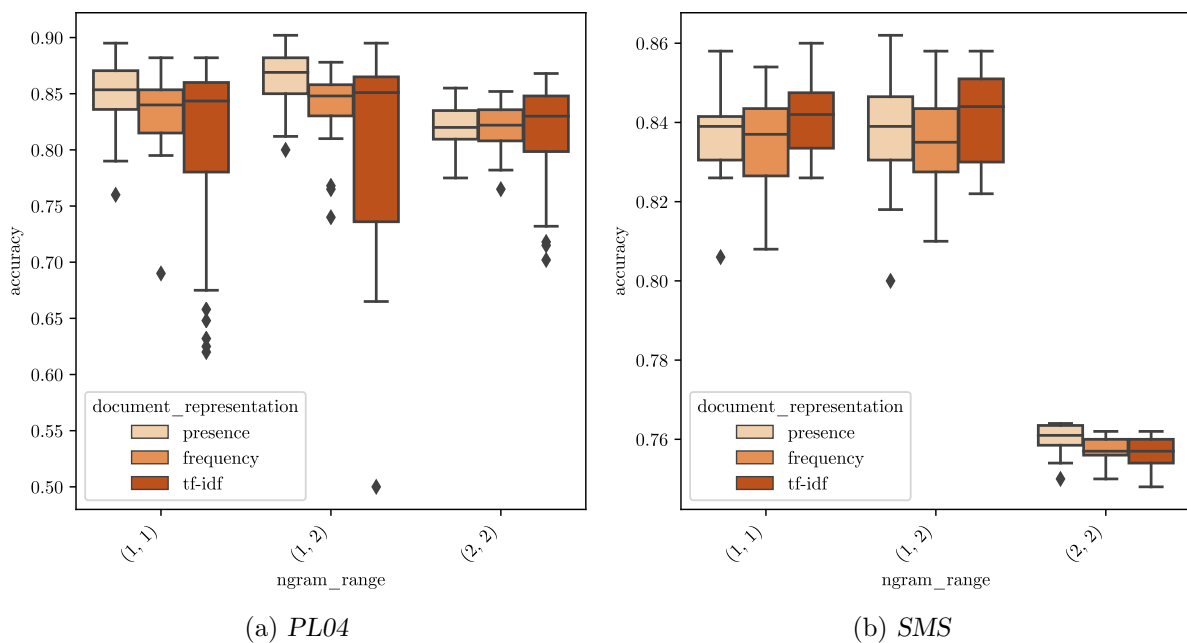 0.90
0.85
0.80
0.75
0.70
0.65
0.60
0.55
0.50
accuracy
document_representation
presence
frequency
tf-idf
(1, 1)
(1, 2)
(2, 2)
ngram_range
(a) PL04
0.86
0.84
0.82
0.80
0.78
0.76
accuracy
document_representation
presence
frequency
tf-idf
(1, 1)
(1, 2)
(2, 2)
ngram_range
(b) SMS